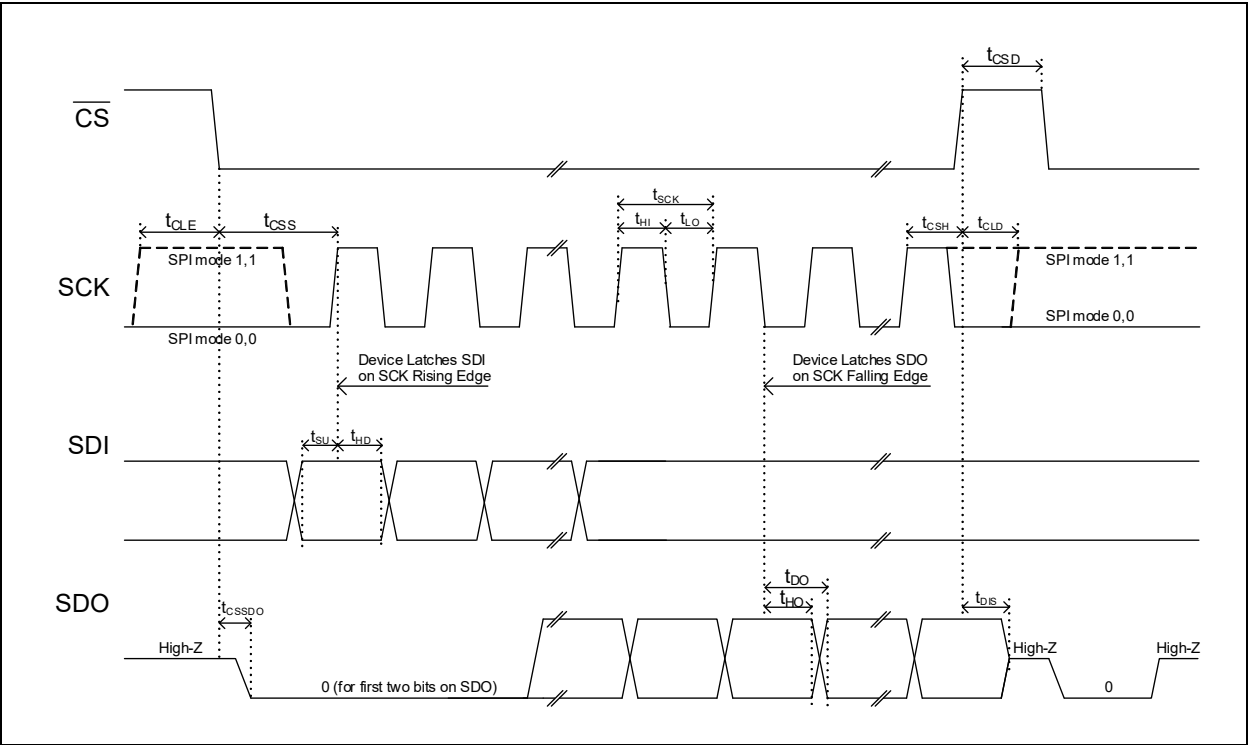 tCSD
CS
tSCK
tCLE
tCSS
tHI
tLO
tCSH
tCLD
SPI mode 1,1
SPI mode 1,1
SCK
SPI mode 0,0
SPI mode 0,0
Device Latches SDI
on SCK Rising Edge
Device Latches SDO
on SCK Falling Edge
SDI
tSU
tHD
tDO
SDO
tCSSDO
tHO
tDIS
High-Z
High-Z
High-Z
0 (for first two bits on SDO)
0